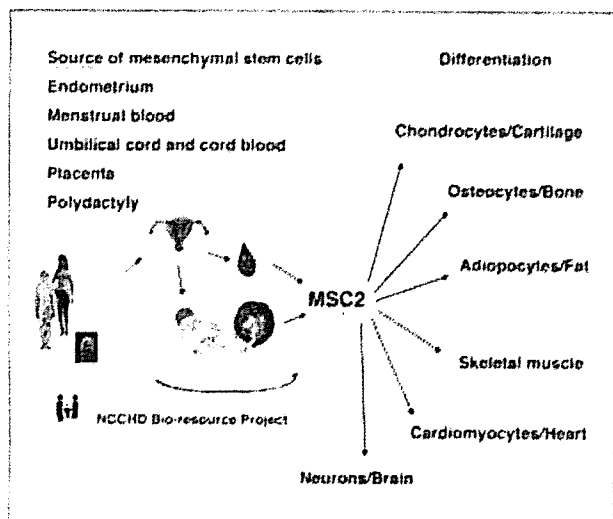 Source of mesenchymal stem cells
Endometrium
Menstrual blood
Umbilical cord and cord blood
Placenta
Polydactyly
Differentiation
Chondrocytes/Cartilage
Osteocytes/Bone
Adiopocytes/Fat
Skeletal muscle
Cardiomyocytes/Heart
Neurons/Brain
MSC2
NCCHD Bio-resource Project